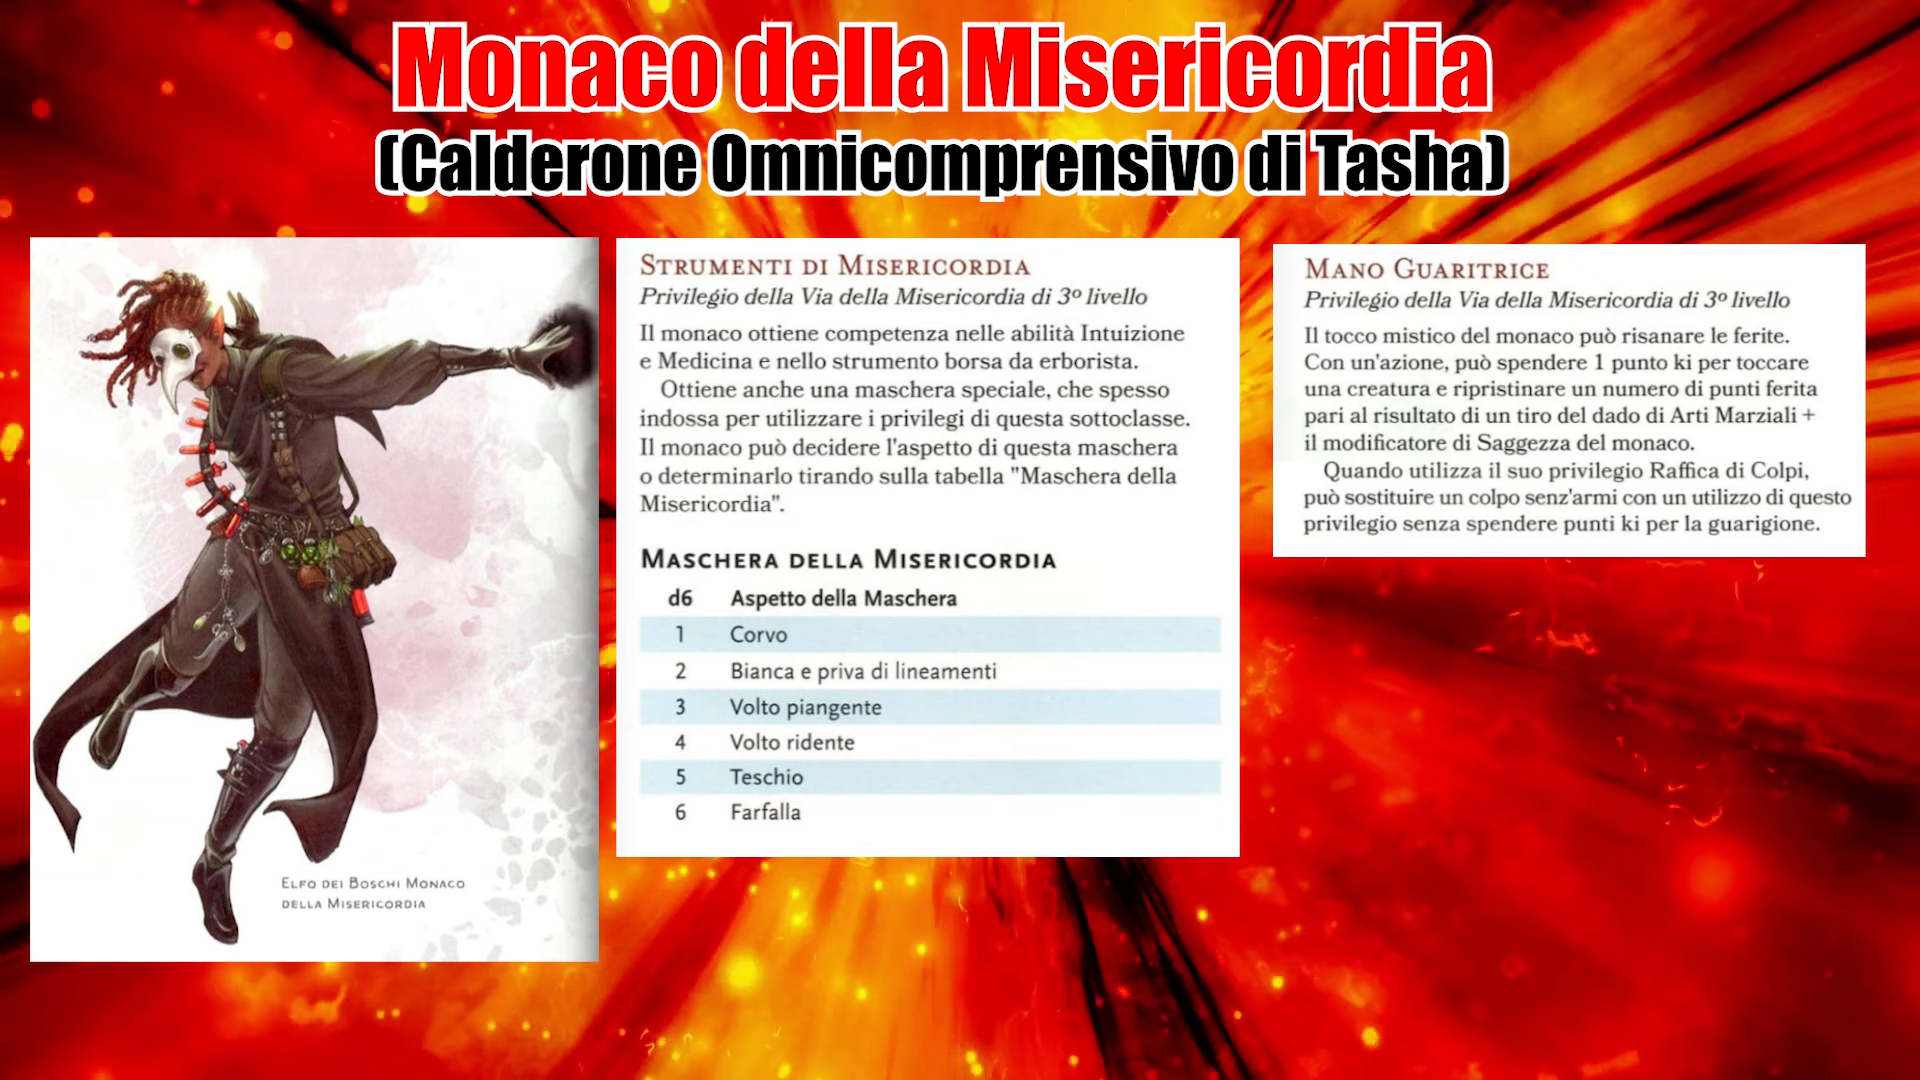 Monaco della Misericordia
(Calderone Omnicomprensivo di Tasha)
ELFO DEI BOSCHI MONACO
DELLA MISERICORDIA
STRUMENTI DI MISERICORDIA
Privilegio della Via della Misericordia di 3º livello
Il monaco ottiene competenza nelle abilità Intuizione
e Medicina e nello strumento borsa da erborista.
Ottiene anche una maschera speciale, che spesso
indossa per utilizzare i privilegi di questa sottoclasse.
Il monaco può decidere l'aspetto di questa maschera
o determinarlo tirando sulla tabella "Maschera della
Misericordia".
MASCHERA DELLA MISERICORDIA
d6 Aspetto della Maschera
1 Corvo
2 Bianca e priva di lineamenti
3 Volto piangente
4 Volto ridente
5 Teschio
6 Farfalla
MANO GUARITRICE
Privilegio della Via della Misericordia di 3º livello
Il tocco mistico del monaco può risanare le ferite.
Con un'azione, può spendere 1 punto ki per toccare
una creatura e ripristinare un numero di punti ferita
pari al risultato di un tiro del dado di Arti Marziali +
il modificatore di Saggezza del monaco.
Quando utilizza il suo privilegio Raffica di Colpi,
può sostituire un colpo senz'armi con un utilizzo di questo
privilegio senza spendere punti ki per la guarigione.